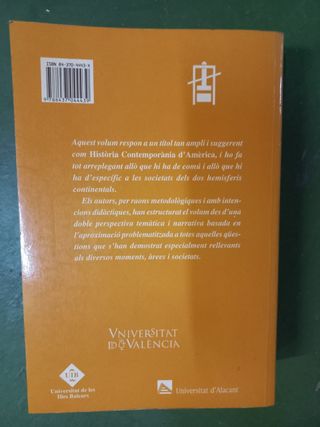 ISBN 84-370-4443-X
9 788437 044439
Aquest volum respon a un títol tan ampli i suggerent
com Història Contemporània d'Amèrica, i ho fa
tot arreplegant allò que hi ha de comú i allò que hi
ha d'específic a les societats dels dos hemisferis
continentals.
Els autors, per raons metodològiques i amb inten-
cions didàctiques, han estructurat el volum des d'una
doble perspectiva temàtica i narrativa basada en
l'aproximació problematitzada a totes aquelles qües-
tions que s'han demostrat especialment rellevants
als diversos moments, àrees i societats.
VNIVERSITAT
DE VALÈNCIA
UIB
Universitat de les
Illes Balears
Universitat d'Alacant